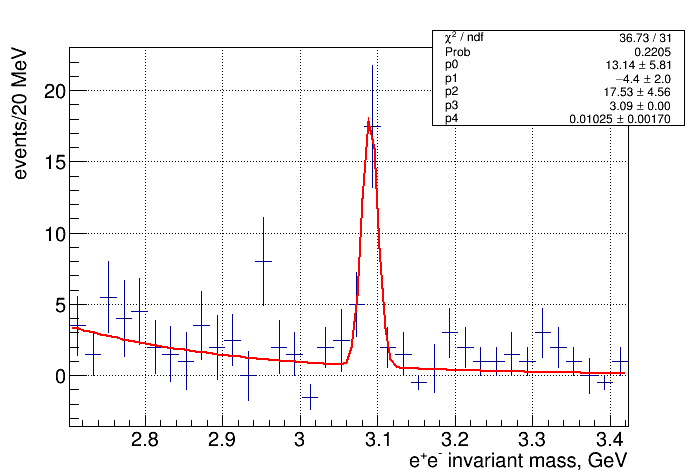 χ² / ndf 36.73 / 31
Prob 0.2205
p0 13.14 ± 5.81
p1 −4.4 ± 2.0
p2 17.53 ± 4.56
p3 3.09 ± 0.00
p4 0.01025 ± 0.00170
events/20 MeV
20
15
10
5
0
2.8 2.9 3 3.1 3.2 3.3 3.4
e⁺e⁻ invariant mass, GeV